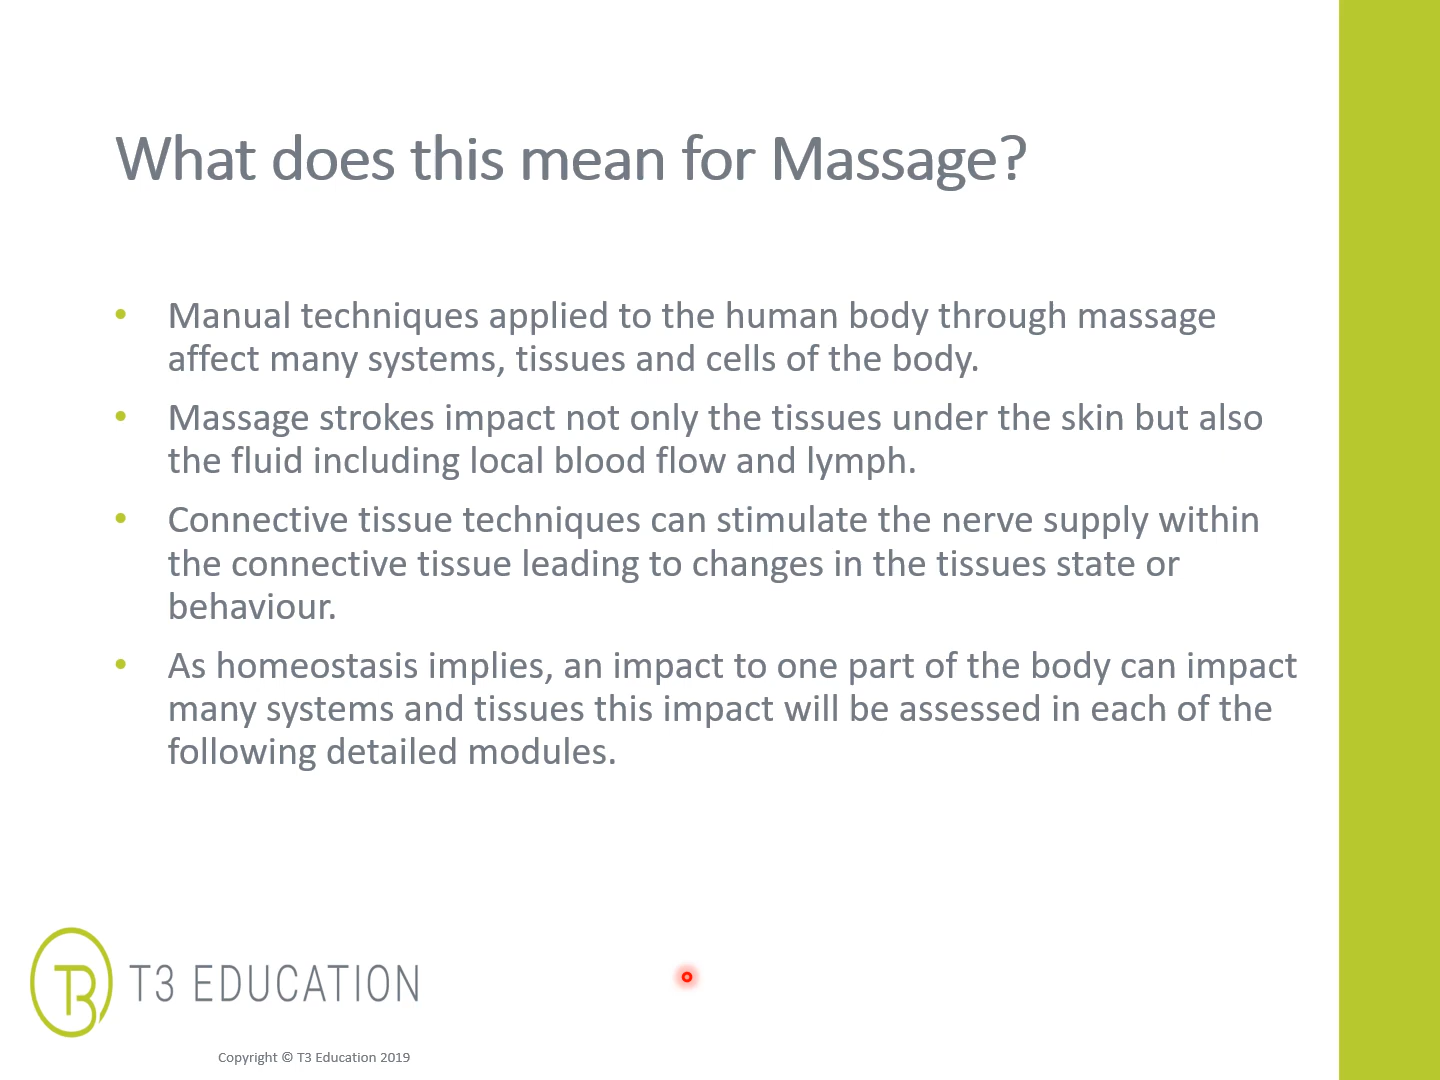 What does this mean for Massage?
• Manual techniques applied to the human body through massage
affect many systems, tissues and cells of the body.
• Massage strokes impact not only the tissues under the skin but also
the fluid including local blood flow and lymph.
• Connective tissue techniques can stimulate the nerve supply within
the connective tissue leading to changes in the tissues state or
behaviour.
• As homeostasis implies, an impact to one part of the body can impact
many systems and tissues this impact will be assessed in each of the
following detailed modules.
T3 T3 EDUCATION
Copyright © T3 Education 2019